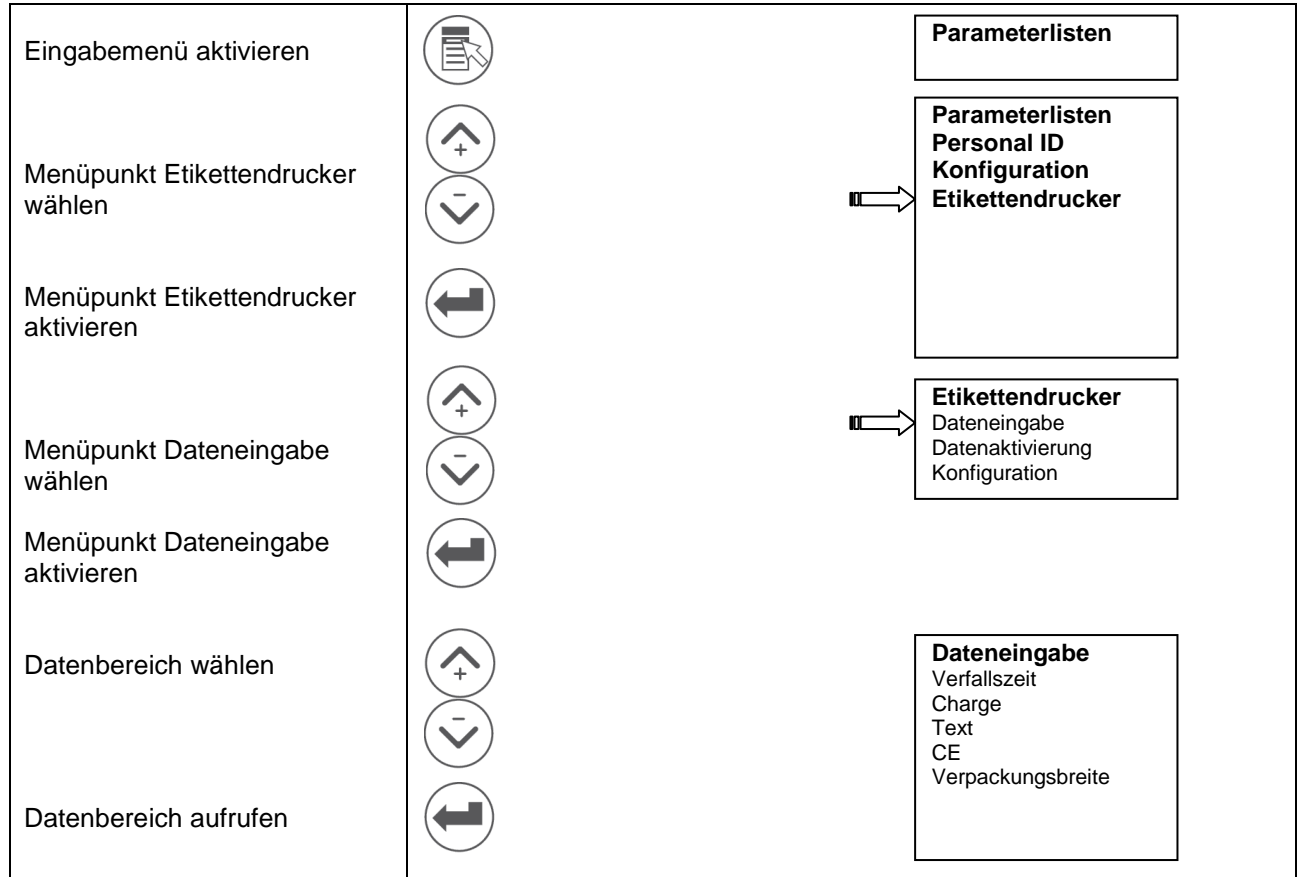 Eingabemenü aktivieren
Parameterlisten
Menüpunkt Etikettendrucker
wählen
Parameterlisten
Personal ID
Konfiguration
Etikettendrucker
Menüpunkt Etikettendrucker
aktivieren
Menüpunkt Dateneingabe
wählen
Etikettendrucker
Dateneingabe
Datenaktivierung
Konfiguration
Menüpunkt Dateneingabe
aktivieren
Datenbereich wählen
Dateneingabe
Verfallszeit
Charge
Text
CE
Verpackungsbreite
Datenbereich aufrufen